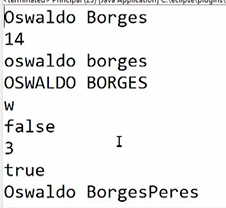 Oswaldo Borges
14
oswaldo borges
OSWALDO BORGES
w
false
3
true
Oswaldo BorgesPeres